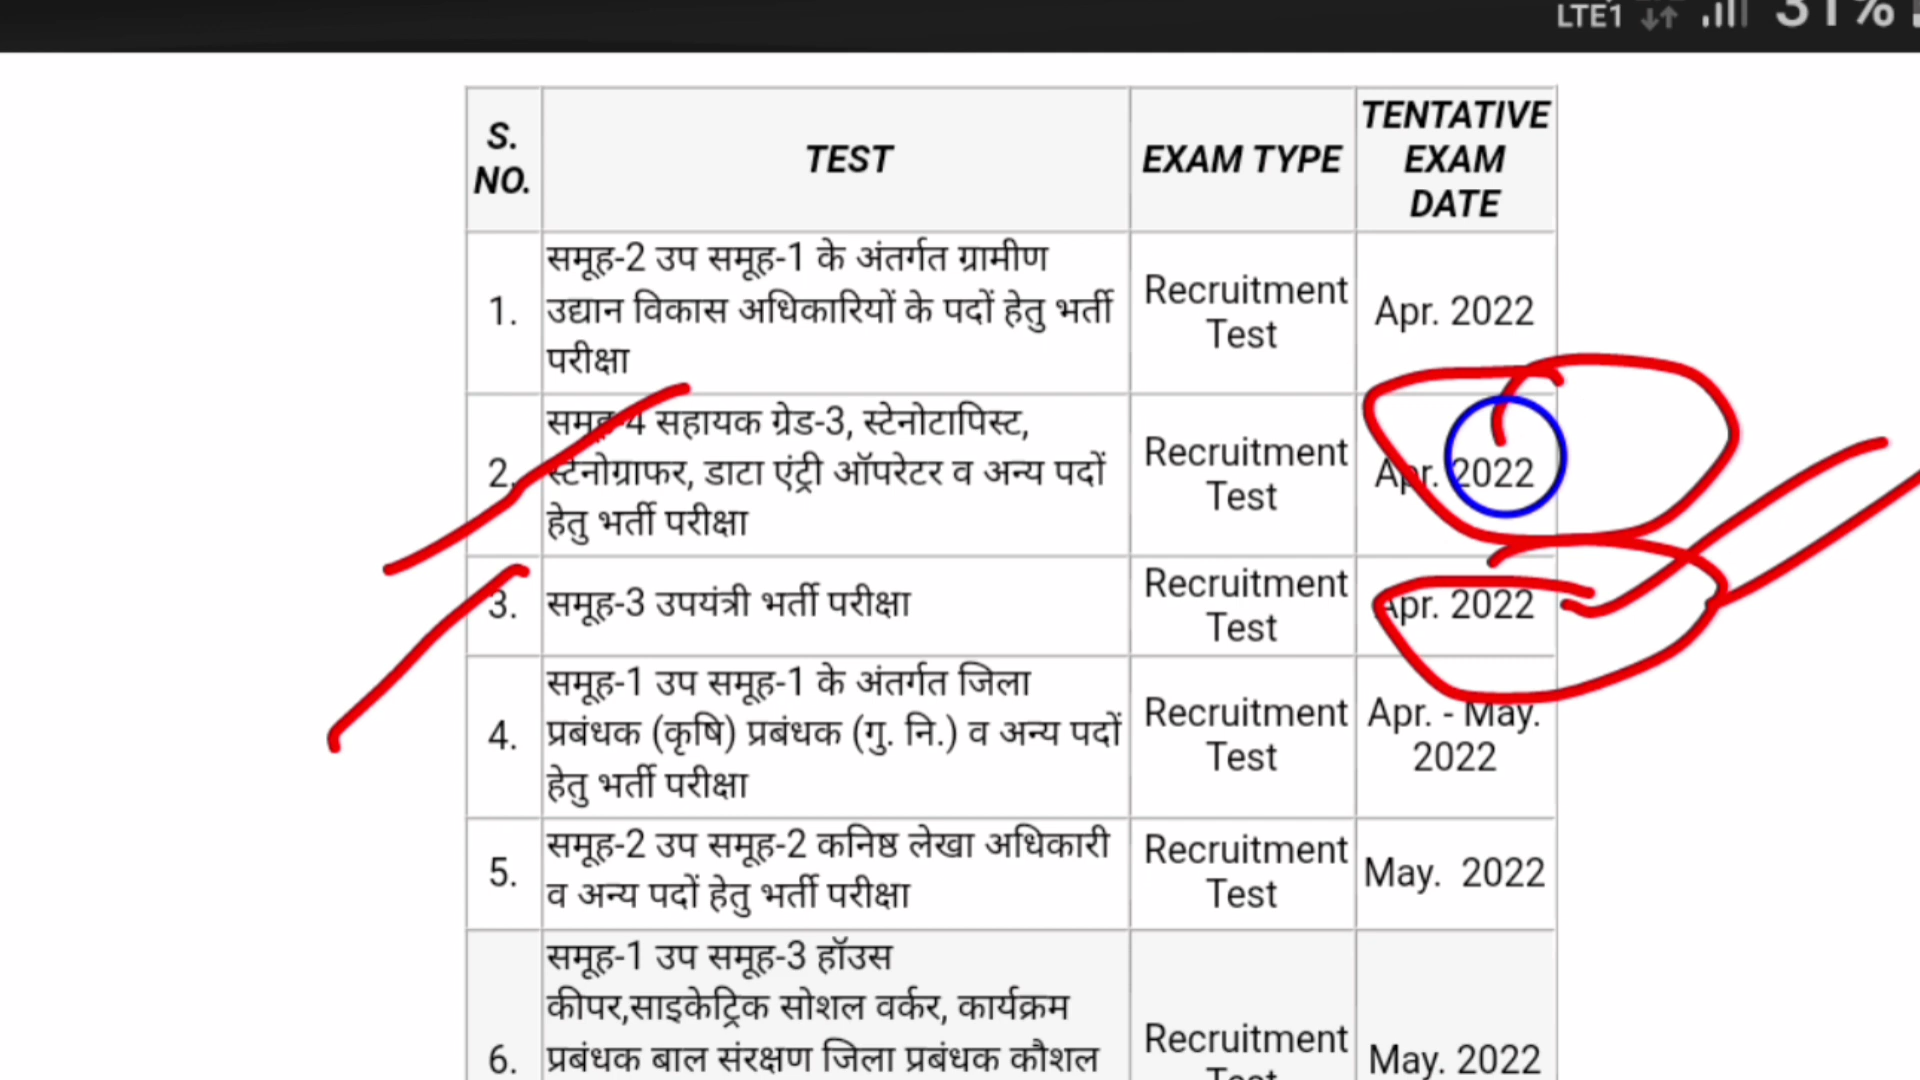 LTE1 31%
S. NO. TEST EXAM TYPE TENTATIVE EXAM DATE
समूह-2 उप समूह-1 के अंतर्गत ग्रामीण
1. उद्यान विकास अधिकारियों के पदों हेतु भर्ती Recruitment Test Apr. 2022
परीक्षा
समूह-4 सहायक ग्रेड-3, स्टेनोटापिस्ट,
2. स्टेनोग्राफर, डाटा एंट्री ऑपरेटर व अन्य पदों Recruitment Test Apr. 2022
हेतु भर्ती परीक्षा
3. समूह-3 उपयंत्री भर्ती परीक्षा Recruitment Test Apr. 2022
समूह-1 उप समूह-1 के अंतर्गत जिला
4. प्रबंधक (कृषि) प्रबंधक (गु. नि.) व अन्य पदों Recruitment Test Apr. - May. 2022
हेतु भर्ती परीक्षा
समूह-2 उप समूह-2 कनिष्ठ लेखा अधिकारी
5. व अन्य पदों हेतु भर्ती परीक्षा Recruitment Test May. 2022
समूह-1 उप समूह-3 हॉउस
कीपर,साइकेट्रिक सोशल वर्कर, कार्यक्रम
6. प्रबंधक बाल संरक्षण जिला प्रबंधक कौशल Recruitment Test May. 2022